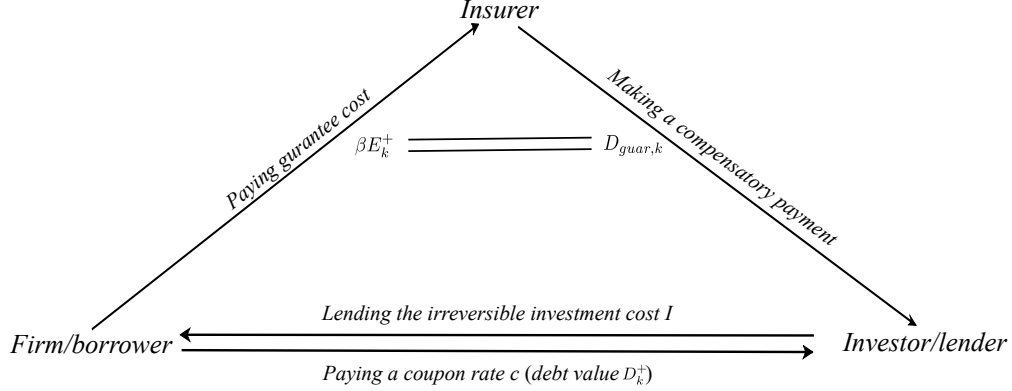 Insurer
Paying gurantee cost
Making a compensatory payment
βE_k^+ = D_{guar,k}
Lending the irreversible investment cost I
Firm/borrower
Investor/lender
Paying a coupon rate c (debt value D_k^+)